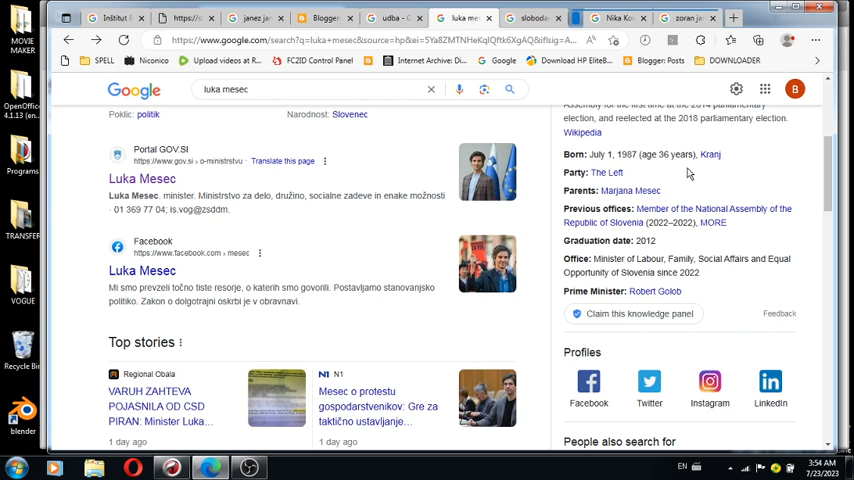 MOVIE
MAKER
OpenOffice
4.1.13 (en...
Programs
TRANSFER
VOGUE
Recycle Bin
blender
Inštitut E
https://s
janez jan
Blogger:
udba - G
luka mes
sloboda
Nika Ko
zoran ja
https://www.google.com/search?q=luka+mesec&source=hp&ei=
SPELL
Niconico
Upload videos at R...
FCZID Control Panel
Internet Archive: Di...
Google
Download HP EliteB...
Blogger: Posts
DOWNLOADER
Google
luka mesec
B
Poklic: politik
Narodnost: Slovenec
Portal GOV.SI
https://www.gov.si › o-ministrstvu · Translate this page
Luka Mesec
Luka Mesec. minister. Ministrstvo za delo, družino, socialne zadeve in enake možnosti
· 01 369 77 04; is.vog@zsddm.
Facebook
https://www.facebook.com › mesec
Luka Mesec
Mi smo prevzeli točno tiste resorje, o katerih smo govorili. Postavljamo stanovanjsko
politiko. Zakon o dolgotrajni oskrbi je v obravnavi.
Top stories
Regional Obala
VARUH ZAHTEVA
POJASNILA OD CSD
PIRAN: Minister Luka...
1 day ago
N1 N1
Mesec o protestu
gospodarstvenikov: Gre za
taktično ustavljanje...
1 day ago
Assembly for the first time at the 2014 parliamentary
election, and reelected at the 2018 parliamentary election.
Wikipedia
Born: July 1, 1987 (age 36 years), Kranj
Party: The Left
Parents: Marjana Mesec
Previous offices: Member of the National Assembly of the
Republic of Slovenia (2022–2022), MORE
Graduation date: 2012
Office: Minister of Labour, Family, Social Affairs and Equal
Opportunity of Slovenia since 2022
Prime Minister: Robert Golob
Claim this knowledge panel
Feedback
Profiles
Facebook
Twitter
Instagram
LinkedIn
People also search for
EN
3:54 AM
7/23/2023